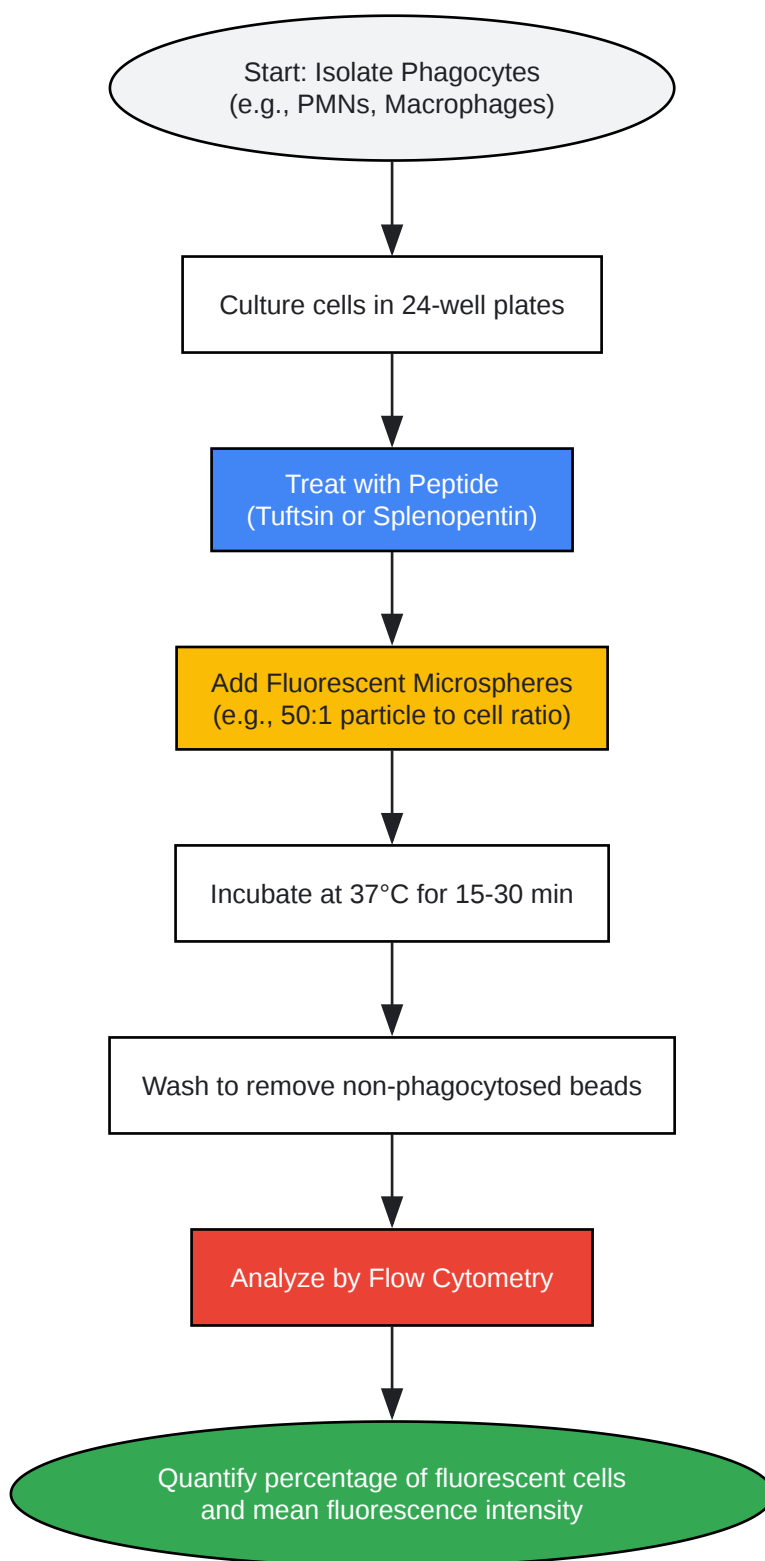 Start: Isolate Phagocytes
(e.g., PMNs, Macrophages)
Culture cells in 24-well plates
Treat with Peptide
(Tuftsin or Splenopentin)
Add Fluorescent Microspheres
(e.g., 50:1 particle to cell ratio)
Incubate at 37°C for 15-30 min
Wash to remove non-phagocytosed beads
Analyze by Flow Cytometry
Quantify percentage of fluorescent cells
and mean fluorescence intensity